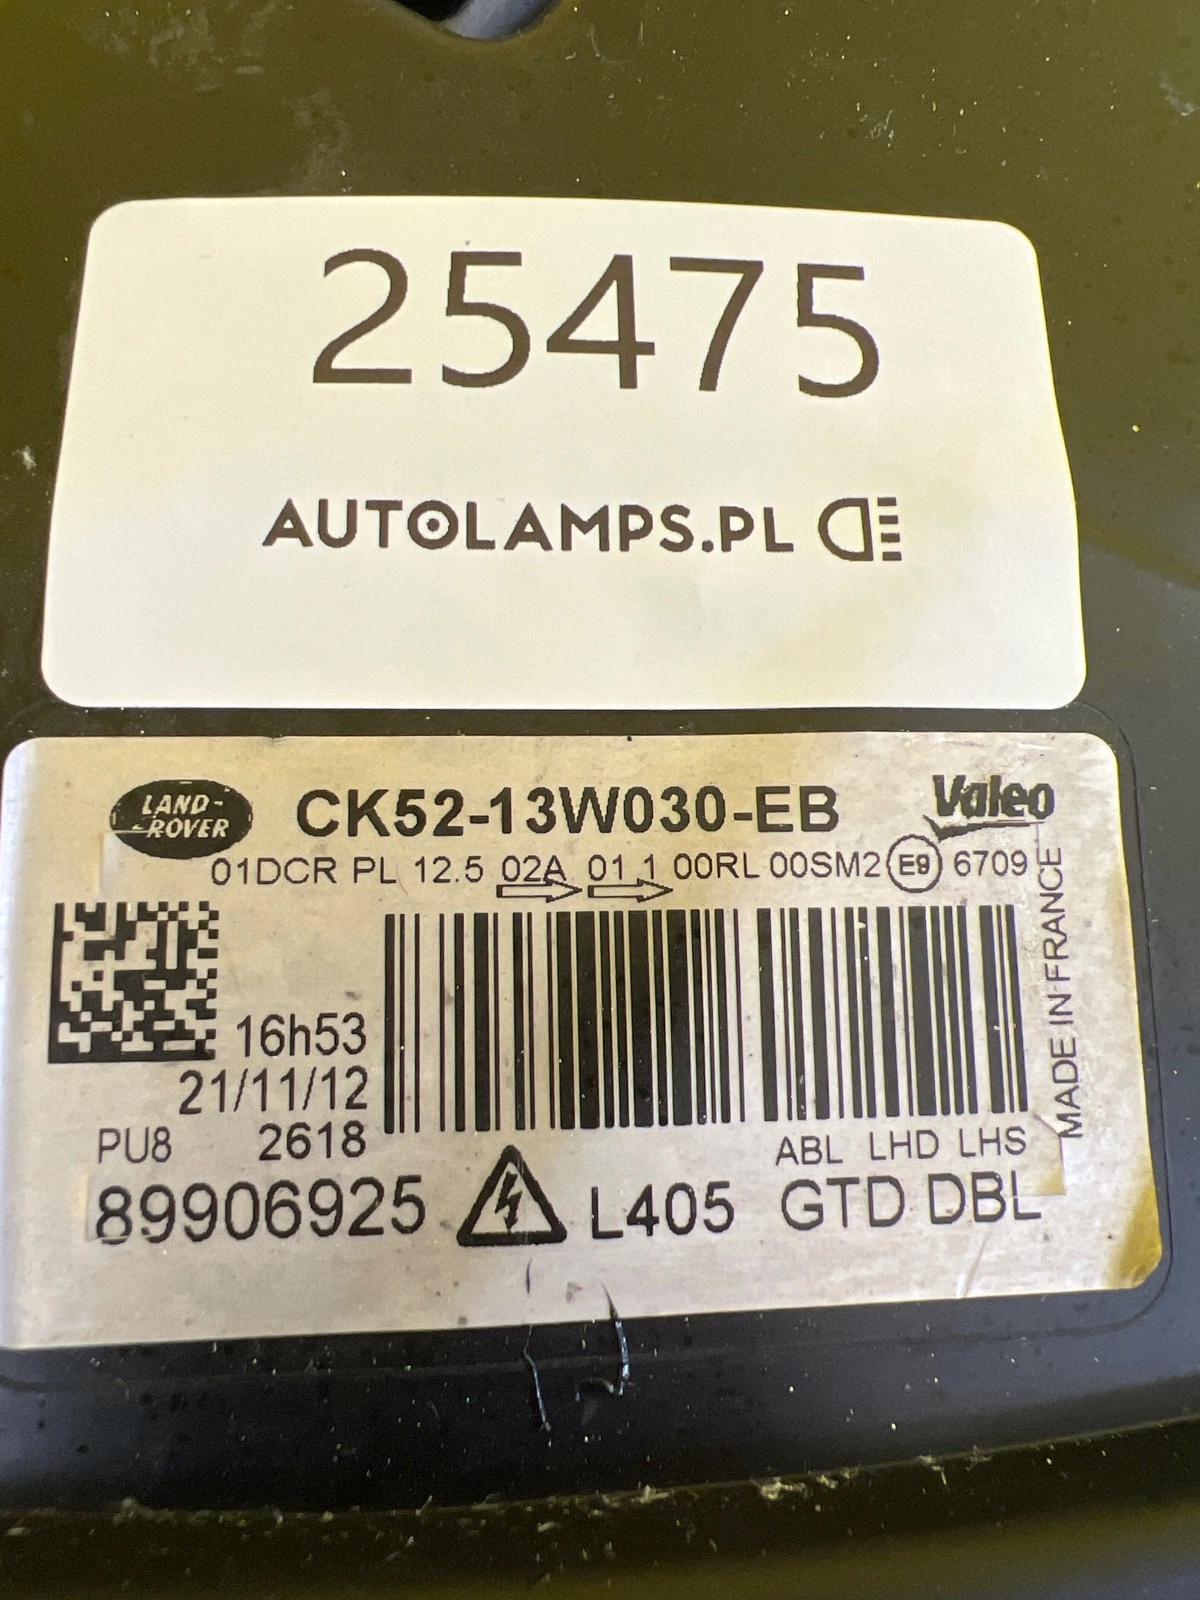 25475
AUTOLAMPS.PL
LAND-
ROVER
CK52-13W030-EB
Valeo
01DCR PL 12.5 02A 01 1 00RL 00SM2 E9 6709
MADE IN FRANCE
16h53
21/11/12
PU8 2618
ABL LHD LHS
89906925
L405 GTD DBL